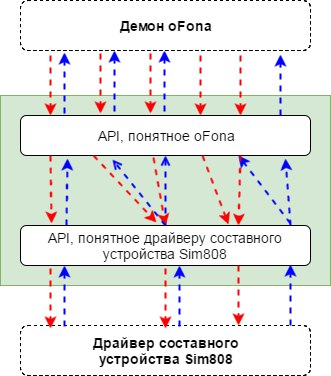 Демон oFona
API, понятное oFona
API, понятное драйверу составного
устройства Sim808
Драйвер составного
устройства Sim808